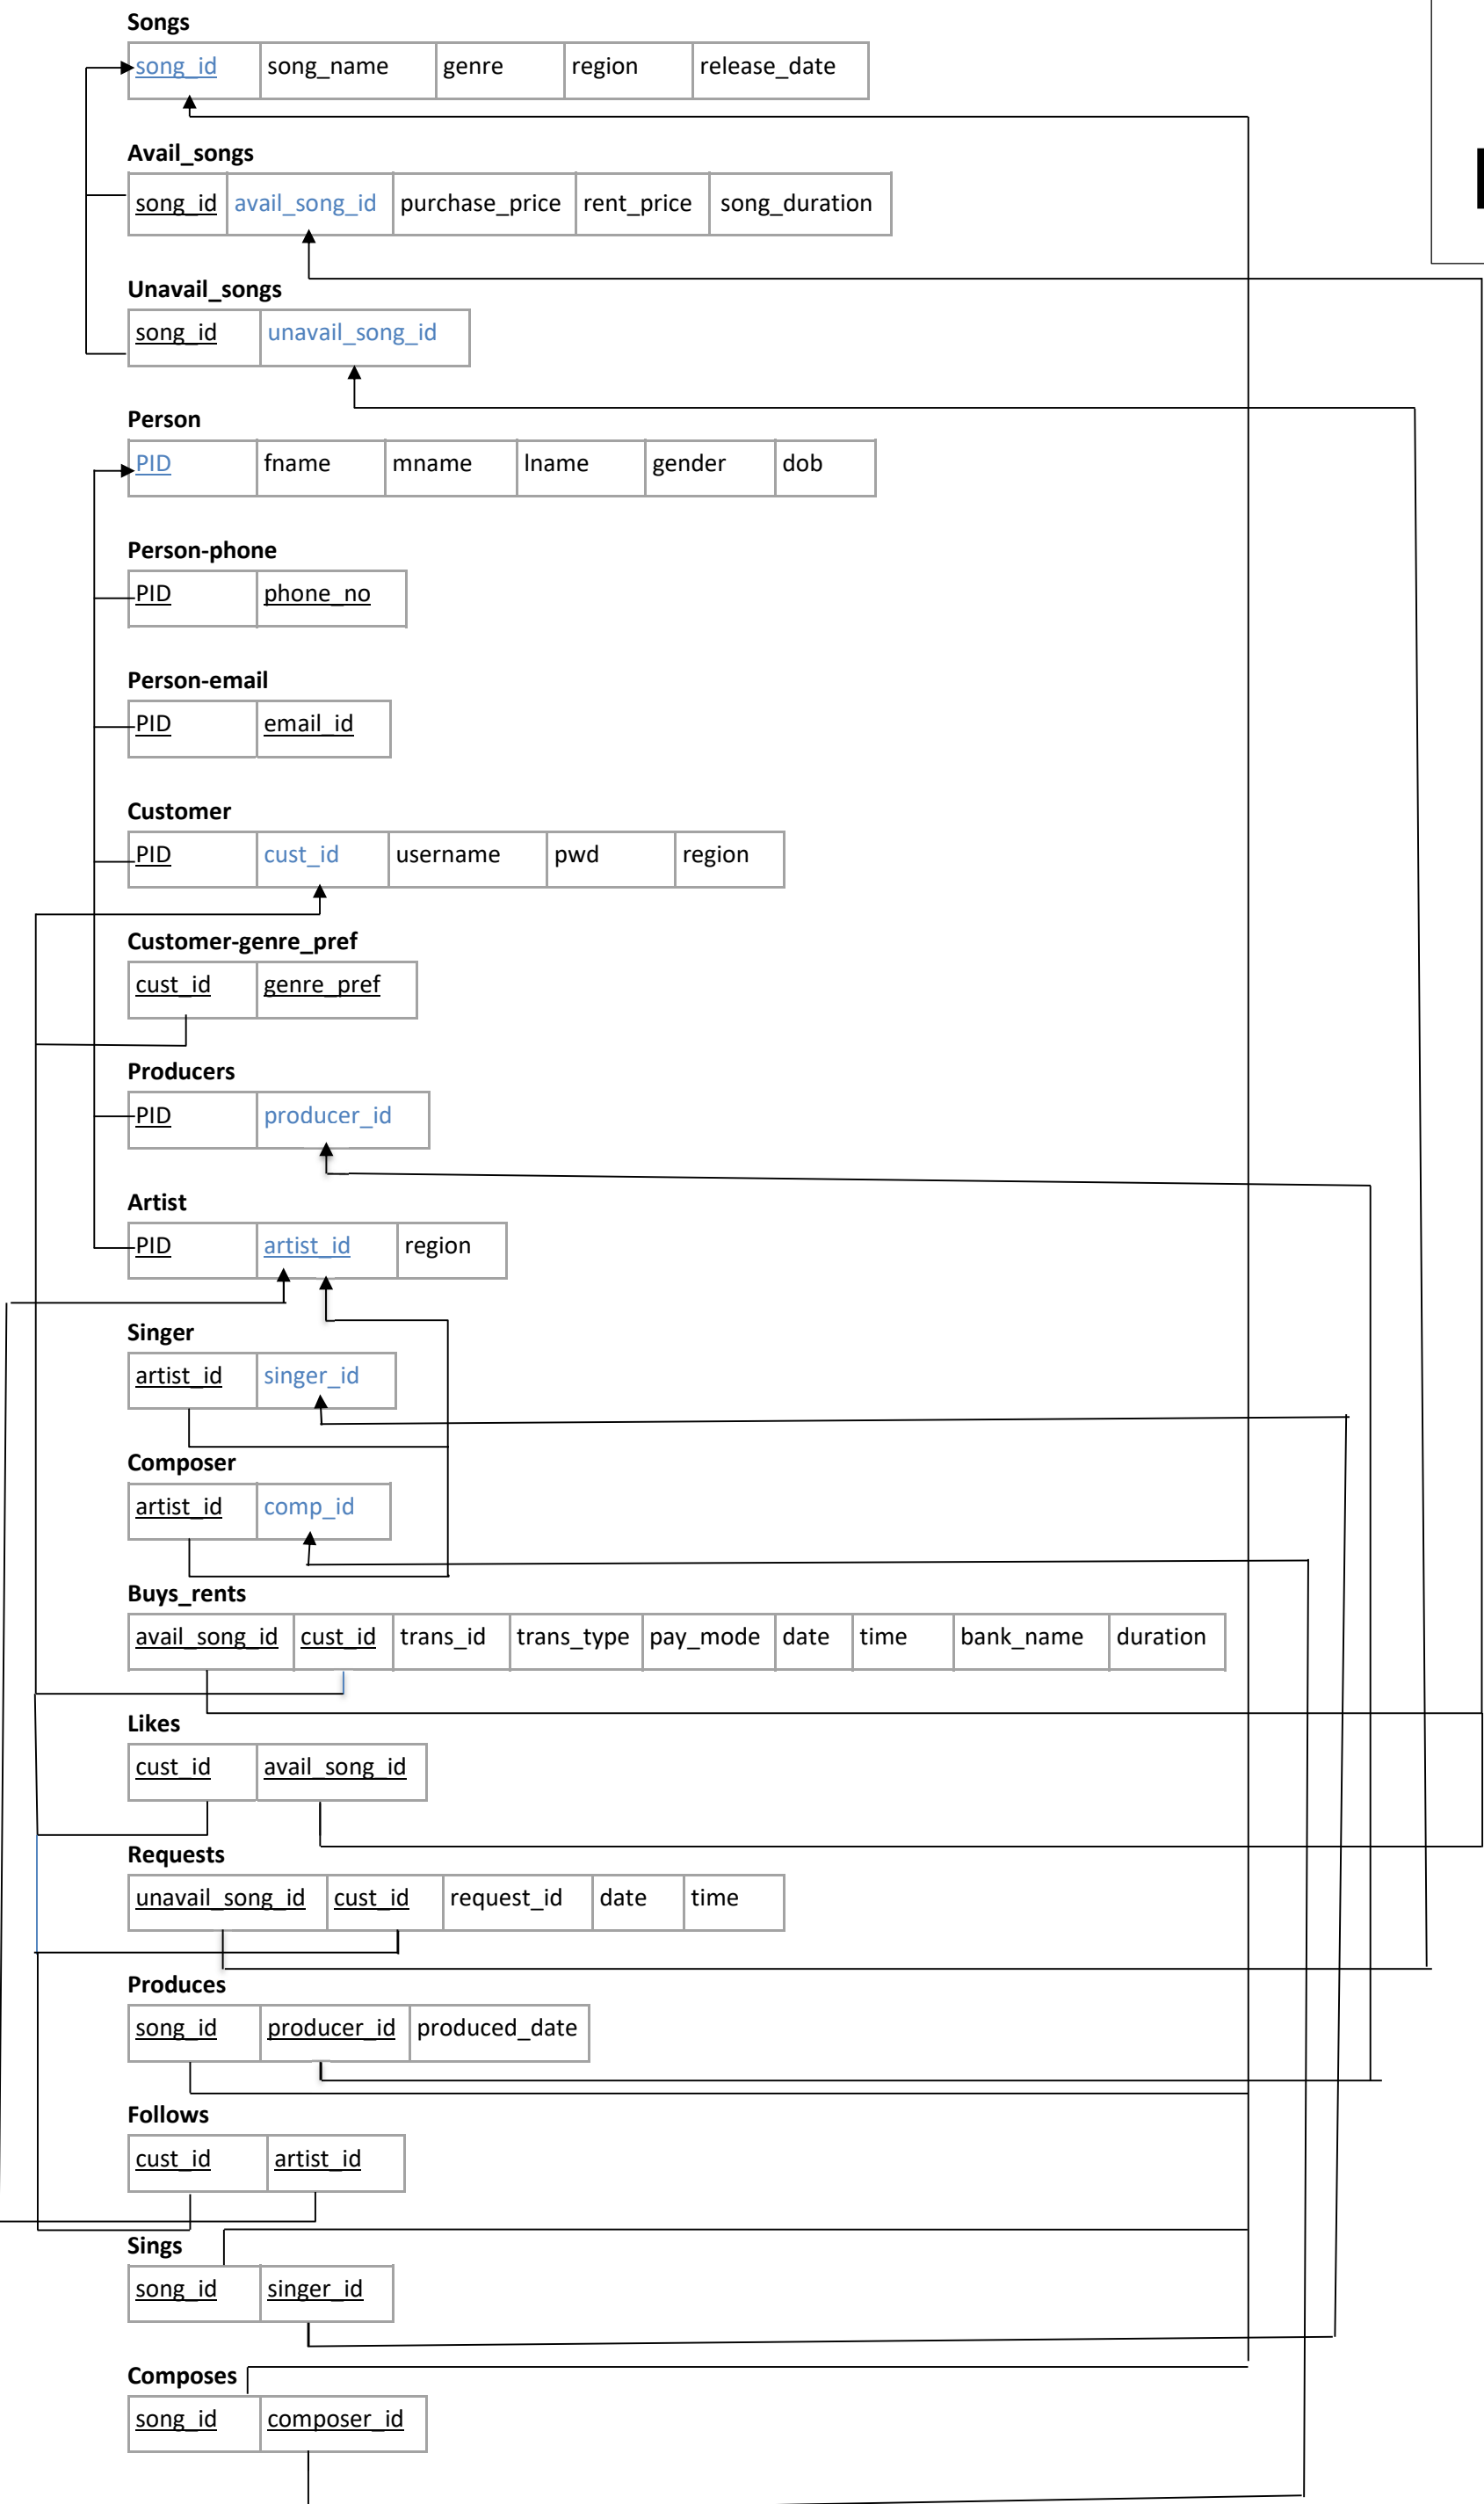 Songs
song_id song_name genre region release_date
Avail_songs
song_id avail_song_id purchase_price rent_price song_duration
Unavail_songs
song_id unavail_song_id
Person
PID fname mname lname gender dob
Person-phone
PID phone_no
Person-email
PID email_id
Customer
PID cust_id username pwd region
Customer-genre_pref
cust_id genre_pref
Producers
PID producer_id
Artist
PID artist_id region
Singer
artist_id singer_id
Composer
artist_id comp_id
Buys_rents
avail_song_id cust_id trans_id trans_type pay_mode date time bank_name duration
Likes
cust_id avail_song_id
Requests
unavail_song_id cust_id request_id date time
Produces
song_id producer_id produced_date
Follows
cust_id artist_id
Sings
song_id singer_id
Composes
song_id composer_id